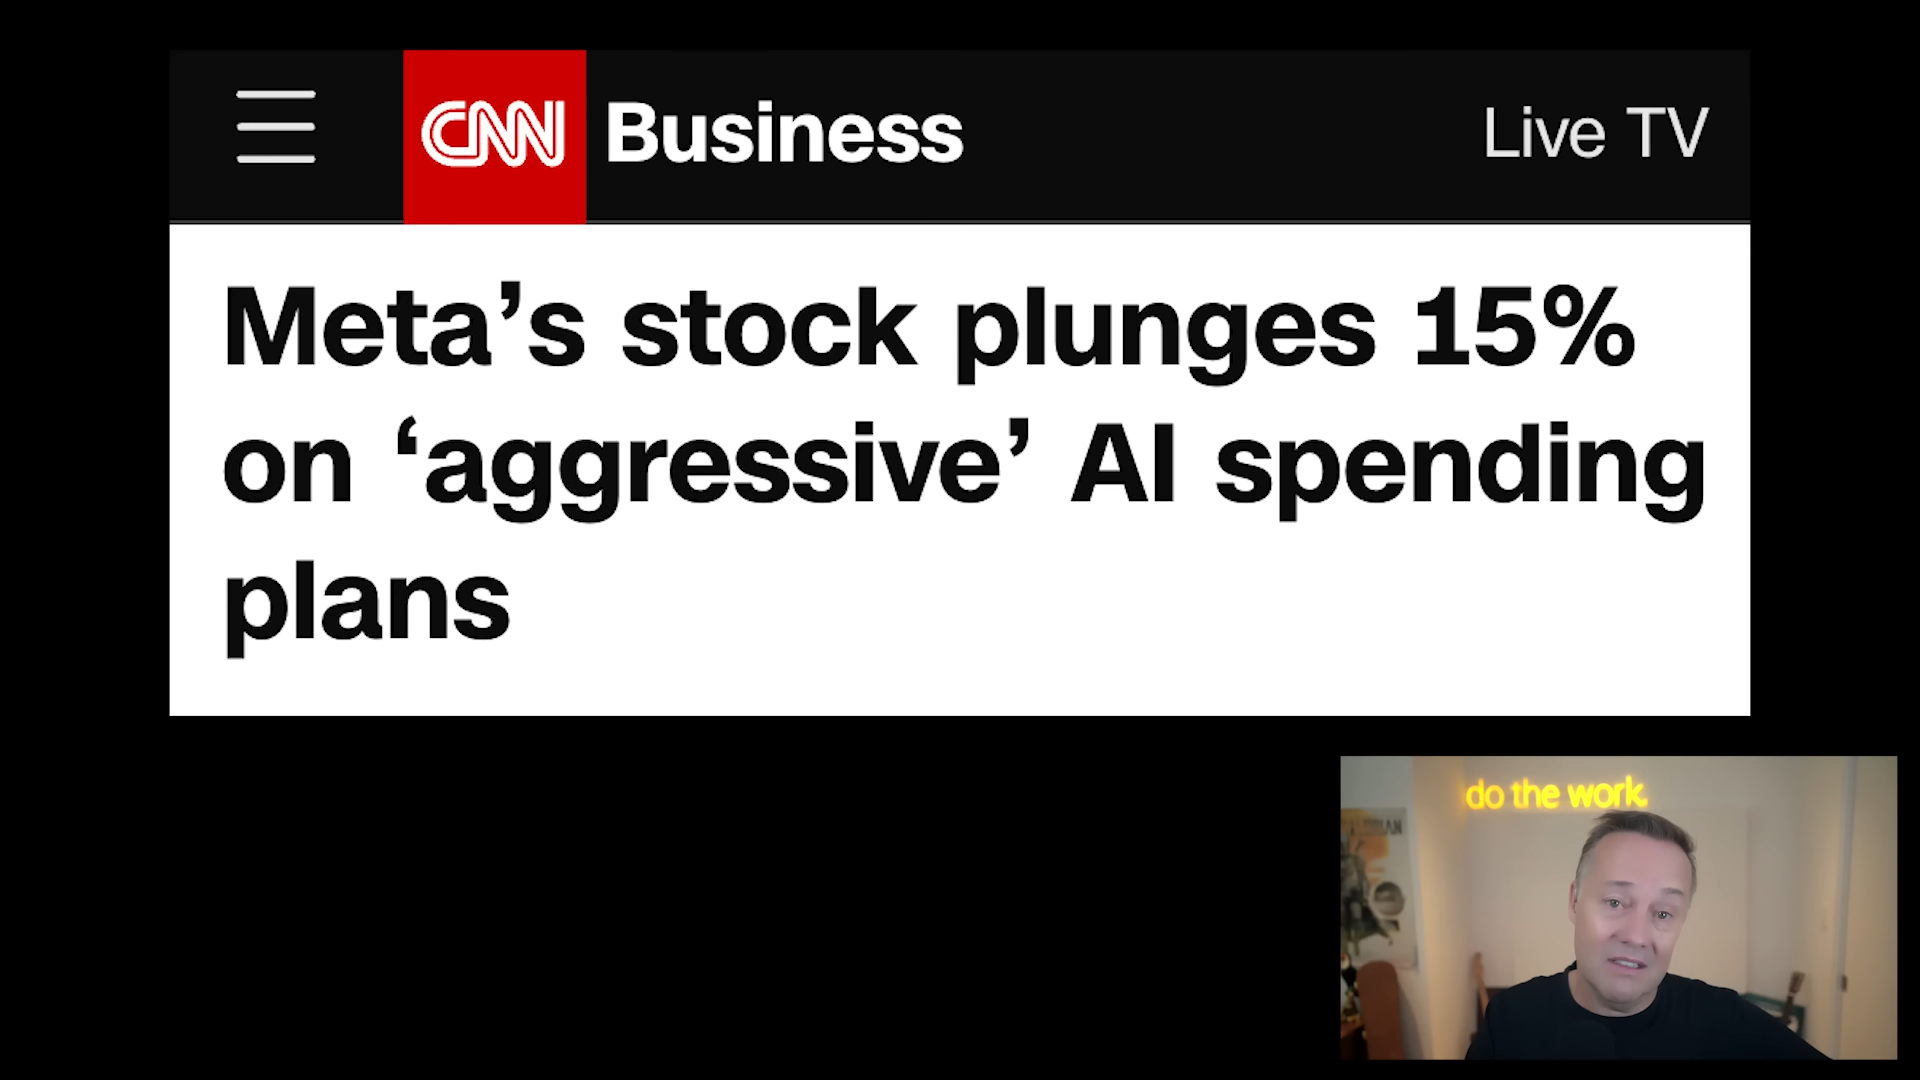 CNN Business
Live TV
Meta’s stock plunges 15%
on ‘aggressive’ AI spending
plans
do the work.